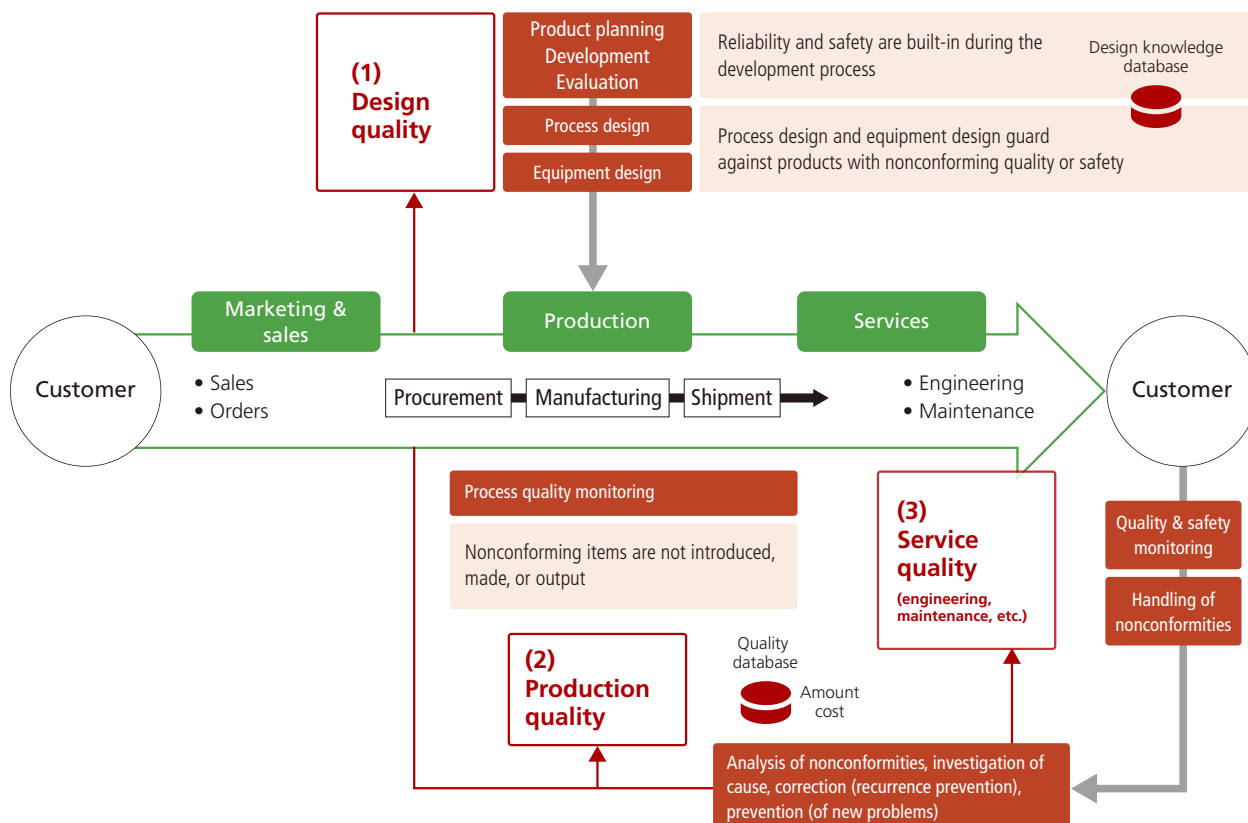 (1)
Design
quality
Product planning
Development
Evaluation
Process design
Equipment design
Reliability and safety are built-in during the
development process
Design knowledge
database
Process design and equipment design guard
against products with nonconforming quality or safety
Customer
Marketing &
sales
• Sales
• Orders
Production
Procurement
Manufacturing
Shipment
Services
• Engineering
• Maintenance
Customer
Process quality monitoring
Nonconforming items are not introduced,
made, or output
(2)
Production
quality
Quality
database
Amount
cost
(3)
Service
quality
(engineering,
maintenance, etc.)
Quality & safety
monitoring
Handling of
nonconformities
Analysis of nonconformities, investigation of
cause, correction (recurrence prevention),
prevention (of new problems)